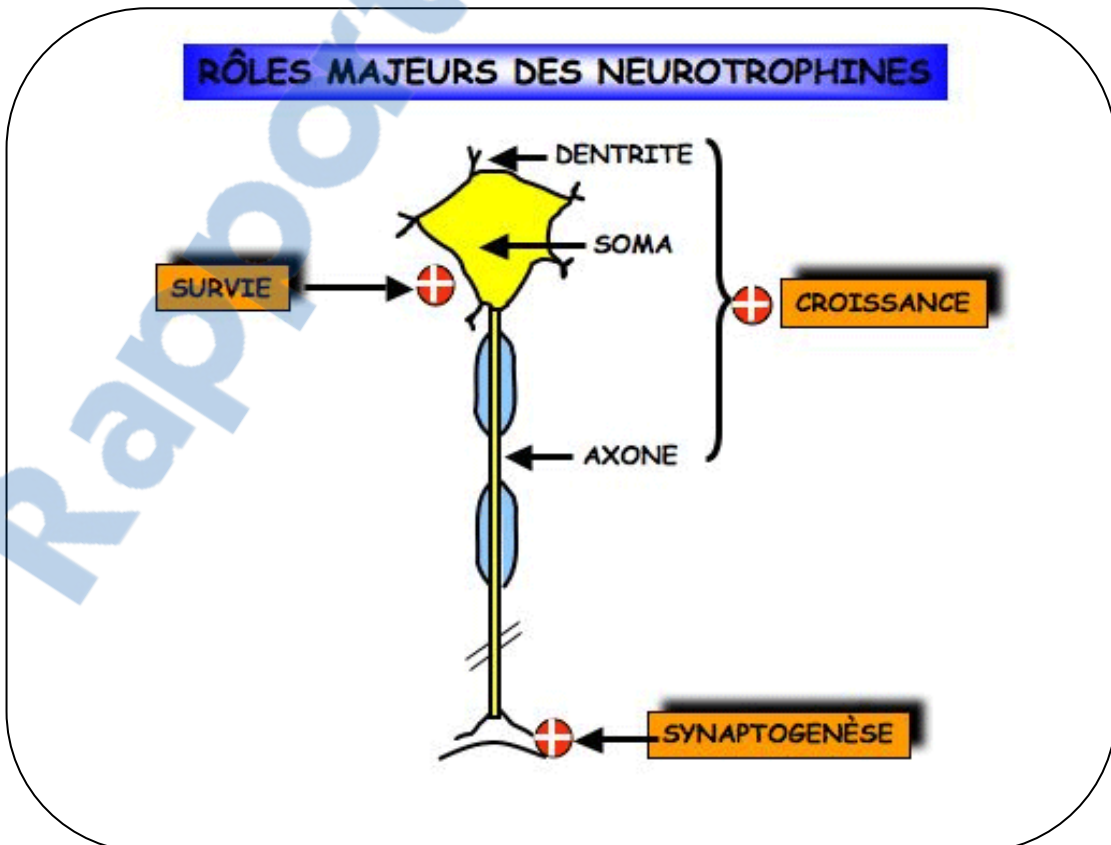 RÔLES MAJEURS DES NEUROTROPHINES
DENTRITE
SOMA
SURVIE
CROISSANCE
AXONE
SYNAPTOGENÈSE
Rapport